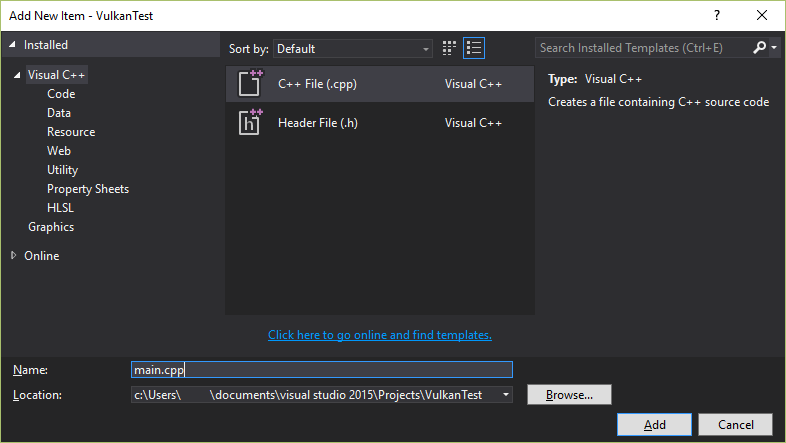 Add New Item - VulkanTest
Installed
Sort by: Default
Search Installed Templates (Ctrl+E)
Visual C++
Code
Data
Resource
Web
Utility
Property Sheets
HLSL
Graphics
Online
C++ File (.cpp) Visual C++
Header File (.h) Visual C++
Type: Visual C++
Creates a file containing C++ source code
Click here to go online and find templates.
Name: main.cpp
Location: c:\Users\ \documents\visual studio 2015\Projects\VulkanTest
Browse...
Add Cancel